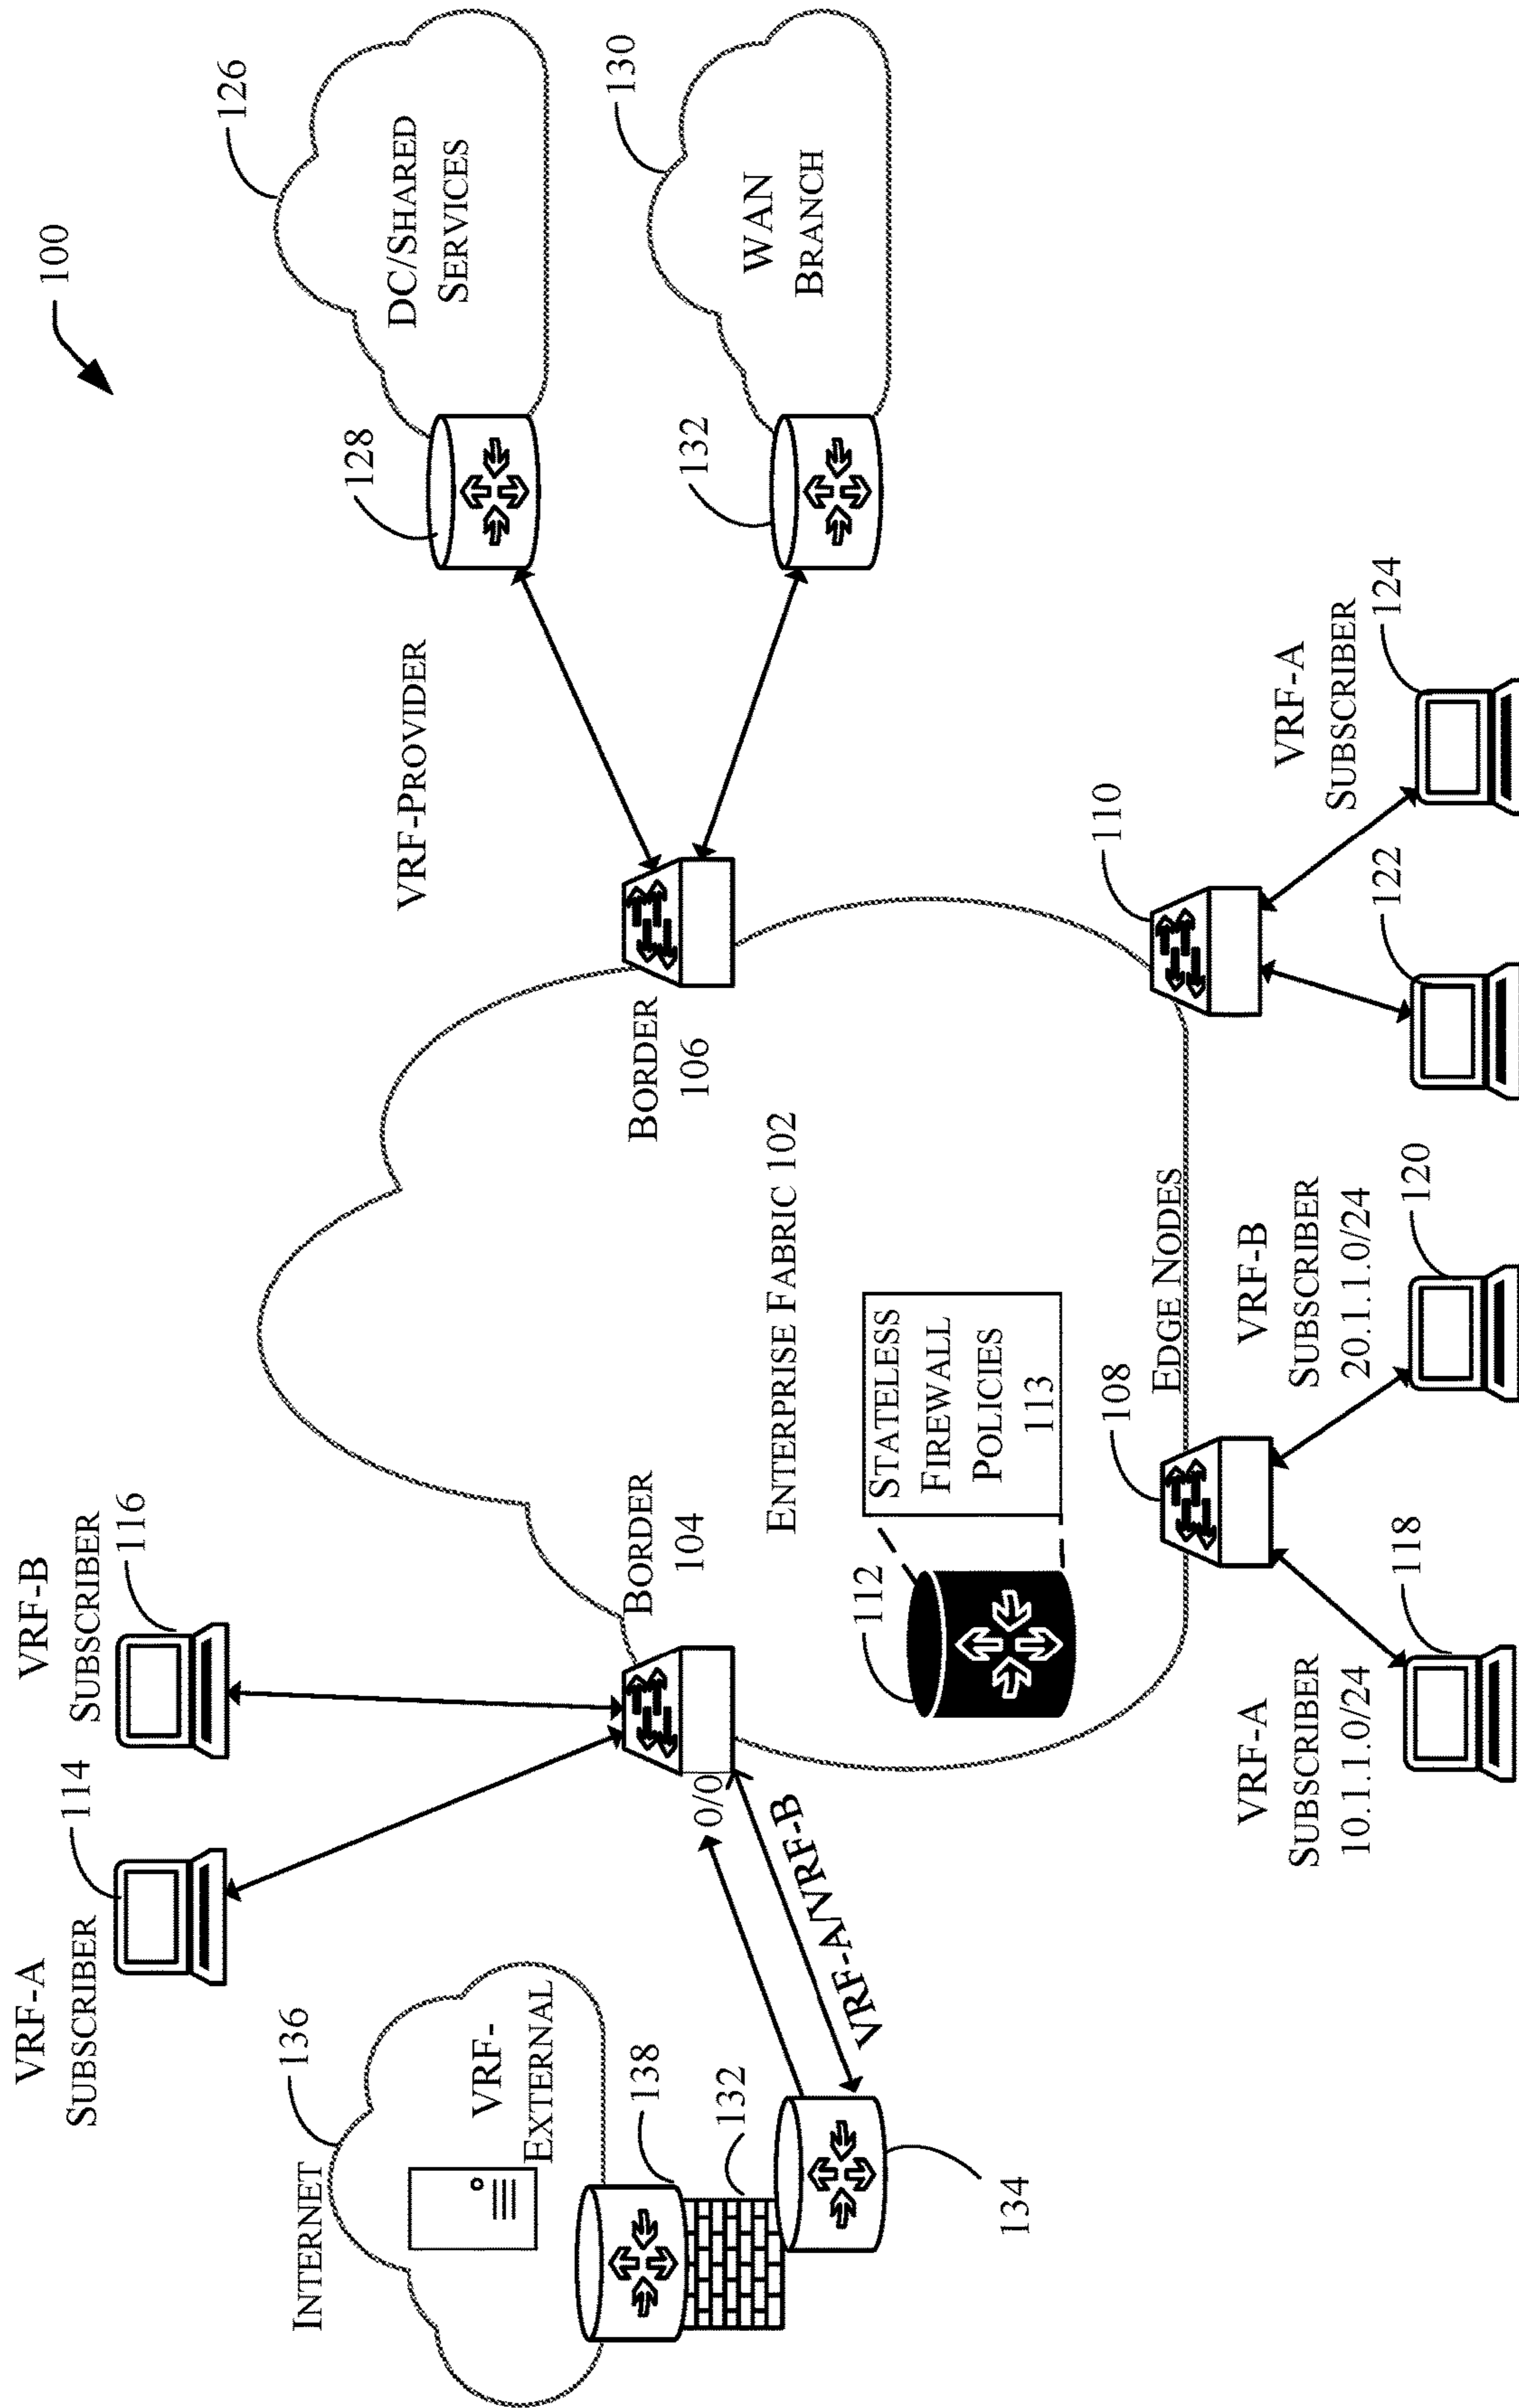 100
VRF-A
SUBSCRIBER
114
VRF-B
SUBSCRIBER
116
INTERNET
136
VRF-
EXTERNAL
138
132
134
0/0
VRF-A/VRF-B
BORDER
104
BORDER
106
VRF-PROVIDER
128
DC/SHARED
SERVICES
126
132
WAN
BRANCH
130
ENTERPRISE FABRIC 102
112
STATELESS
FIREWALL
POLICIES
113
EDGE NODES
108
110
VRF-A
SUBSCRIBER
10.1.1.0/24
118
VRF-B
SUBSCRIBER
20.1.1.0/24
120
122
VRF-A
SUBSCRIBER
124